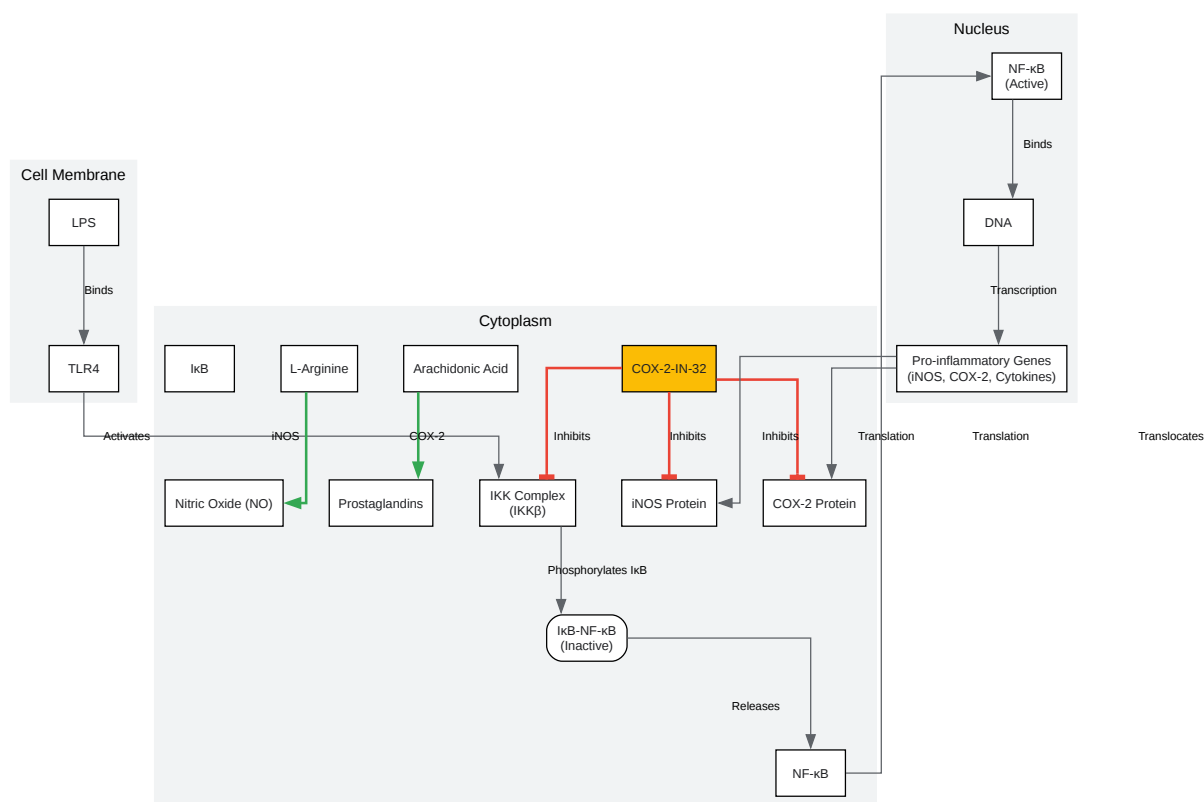 Nucleus
NF-κB
(Active)
Binds
Cell Membrane
LPS
DNA
Binds
Transcription
Cytoplasm
TLR4
IκB
L-Arginine
Arachidonic Acid
COX-2-IN-32
Pro-inflammatory Genes
(iNOS, COX-2, Cytokines)
Activates
iNOS
COX-2
Inhibits
Inhibits
Inhibits
Translation
Translation
Translocates
Nitric Oxide (NO)
Prostaglandins
IKK Complex
(IKKβ)
iNOS Protein
COX-2 Protein
Phosphorylates IκB
IκB-NF-κB
(Inactive)
Releases
NF-κB